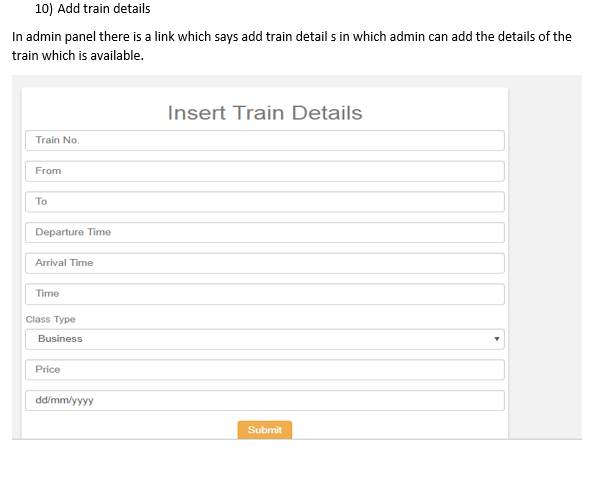 10) Add train details
In admin panel there is a link which says add train detail s in which admin can add the details of the
train which is available.
Insert Train Details
Train No.
From
To
Departure Time
Arrival Time
Time
Class Type
Business
Price
dd/mm/yyyy
Submit